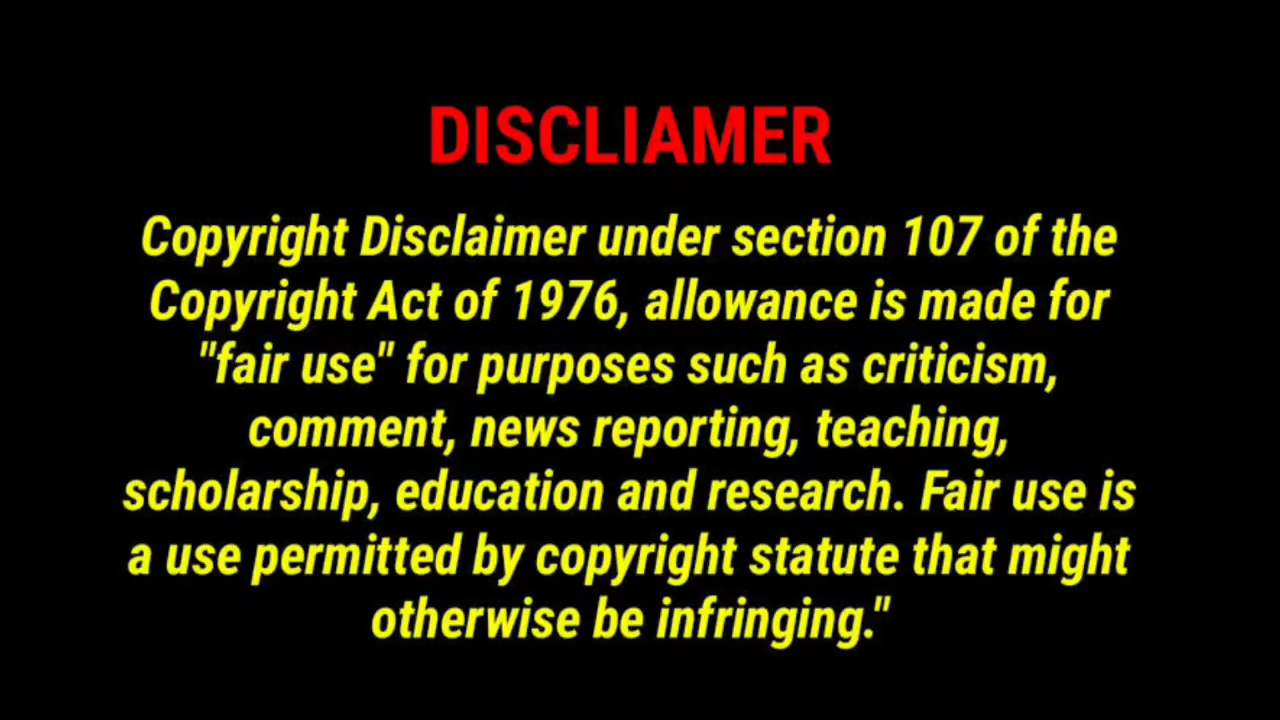 DISCLIAMER
Copyright Disclaimer under section 107 of the
Copyright Act of 1976, allowance is made for
"fair use" for purposes such as criticism,
comment, news reporting, teaching,
scholarship, education and research. Fair use is
a use permitted by copyright statute that might
otherwise be infringing."